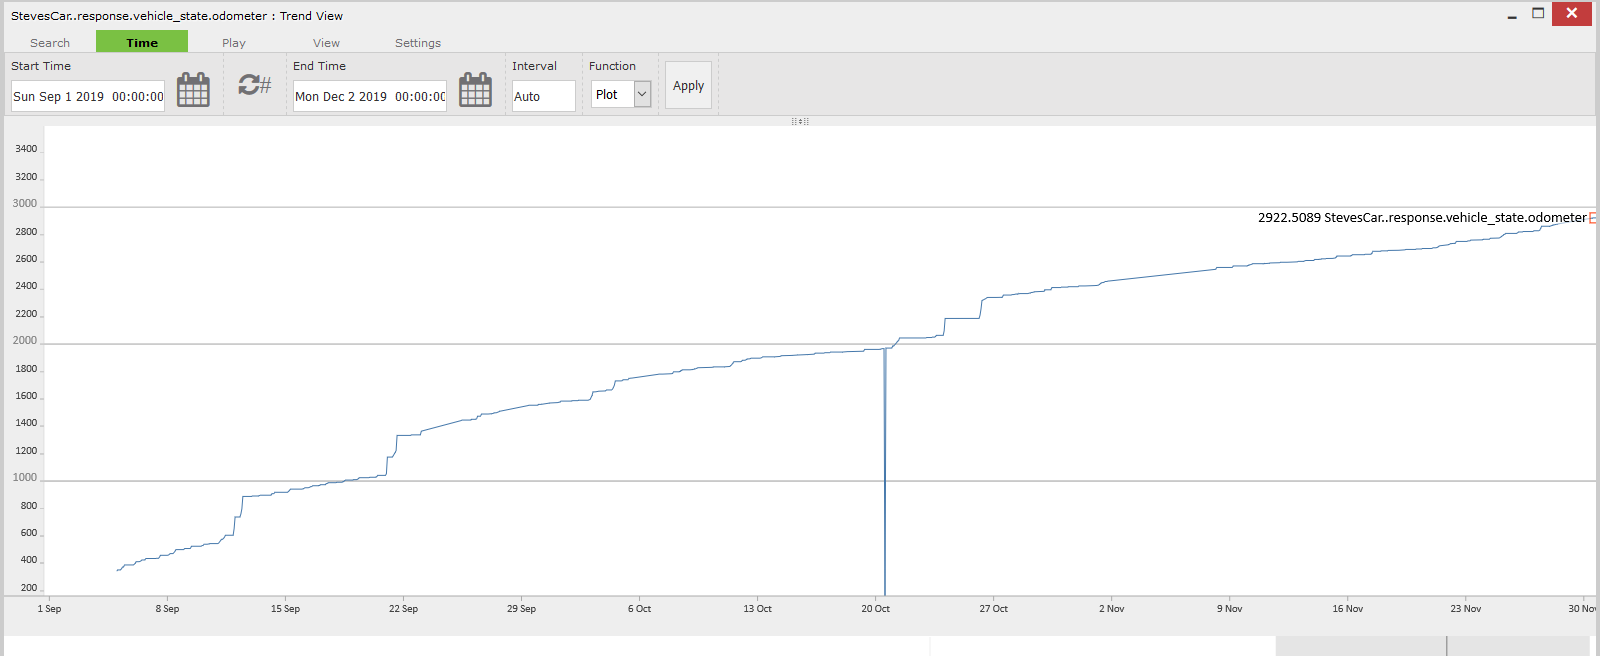 StevesCar..response.vehicle_state.odometer : Trend View
Search Time Play View Settings
Start Time End Time Interval Function
Sun Sep 1 2019 00:00:00 # Mon Dec 2 2019 00:00:00 Auto Plot Apply
3400
3200
3000
2922.5089 StevesCar..response.vehicle_state.odometer
2800
2600
2400
2200
2000
1800
1600
1400
1200
1000
800
600
400
200
1 Sep 8 Sep 15 Sep 22 Sep 29 Sep 6 Oct 13 Oct 20 Oct 27 Oct 2 Nov 9 Nov 16 Nov 23 Nov 30 Nov